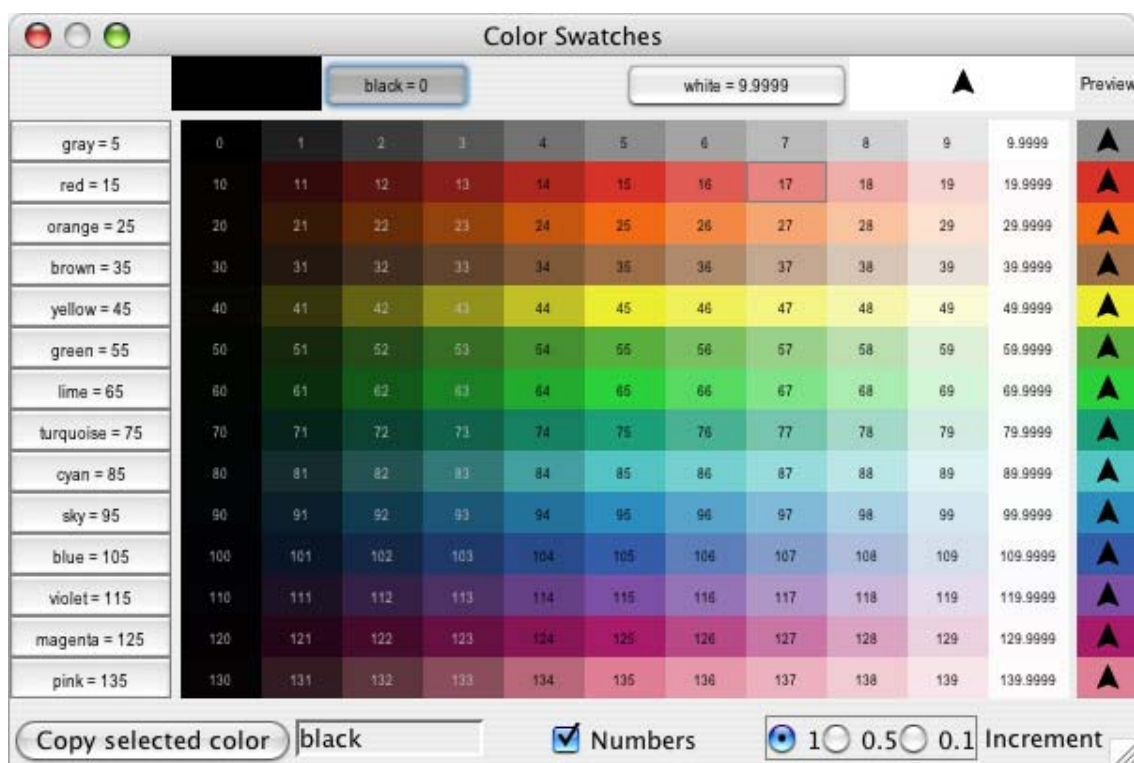 Color Swatches
black = 0 white = 9.9999 Preview
gray = 5 0 1 2 3 4 5 6 7 8 9 9.9999
red = 15 10 11 12 13 14 15 16 17 18 19 19.9999
orange = 25 20 21 22 23 24 25 26 27 28 29 29.9999
brown = 35 30 31 32 33 34 35 36 37 38 39 39.9999
yellow = 45 40 41 42 43 44 45 46 47 48 49 49.9999
green = 55 50 51 52 53 54 55 56 57 58 59 59.9999
lime = 65 60 61 62 63 64 65 66 67 68 69 69.9999
turquoise = 75 70 71 72 73 74 75 76 77 78 79 79.9999
cyan = 85 80 81 82 83 84 85 86 87 88 89 89.9999
sky = 95 90 91 92 93 94 95 96 97 98 99 99.9999
blue = 105 100 101 102 103 104 105 106 107 108 109 109.9999
violet = 115 110 111 112 113 114 115 116 117 118 119 119.9999
magenta = 125 120 121 122 123 124 125 126 127 128 129 129.9999
pink = 135 130 131 132 133 134 135 136 137 138 139 139.9999
Copy selected color black Numbers 1 0.5 0.1 Increment